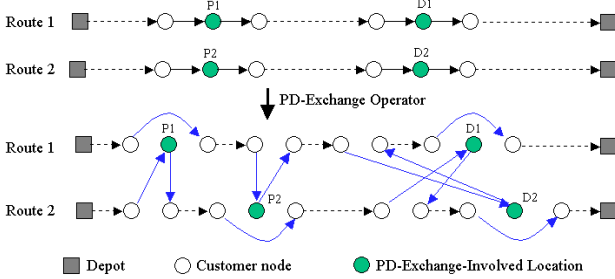 P1 D1
Route 1
P2 D2
Route 2
PD-Exchange Operator
P1 D1
Route 1
P2 D2
Route 2
Depot Customer node PD-Exchange-Involved Location